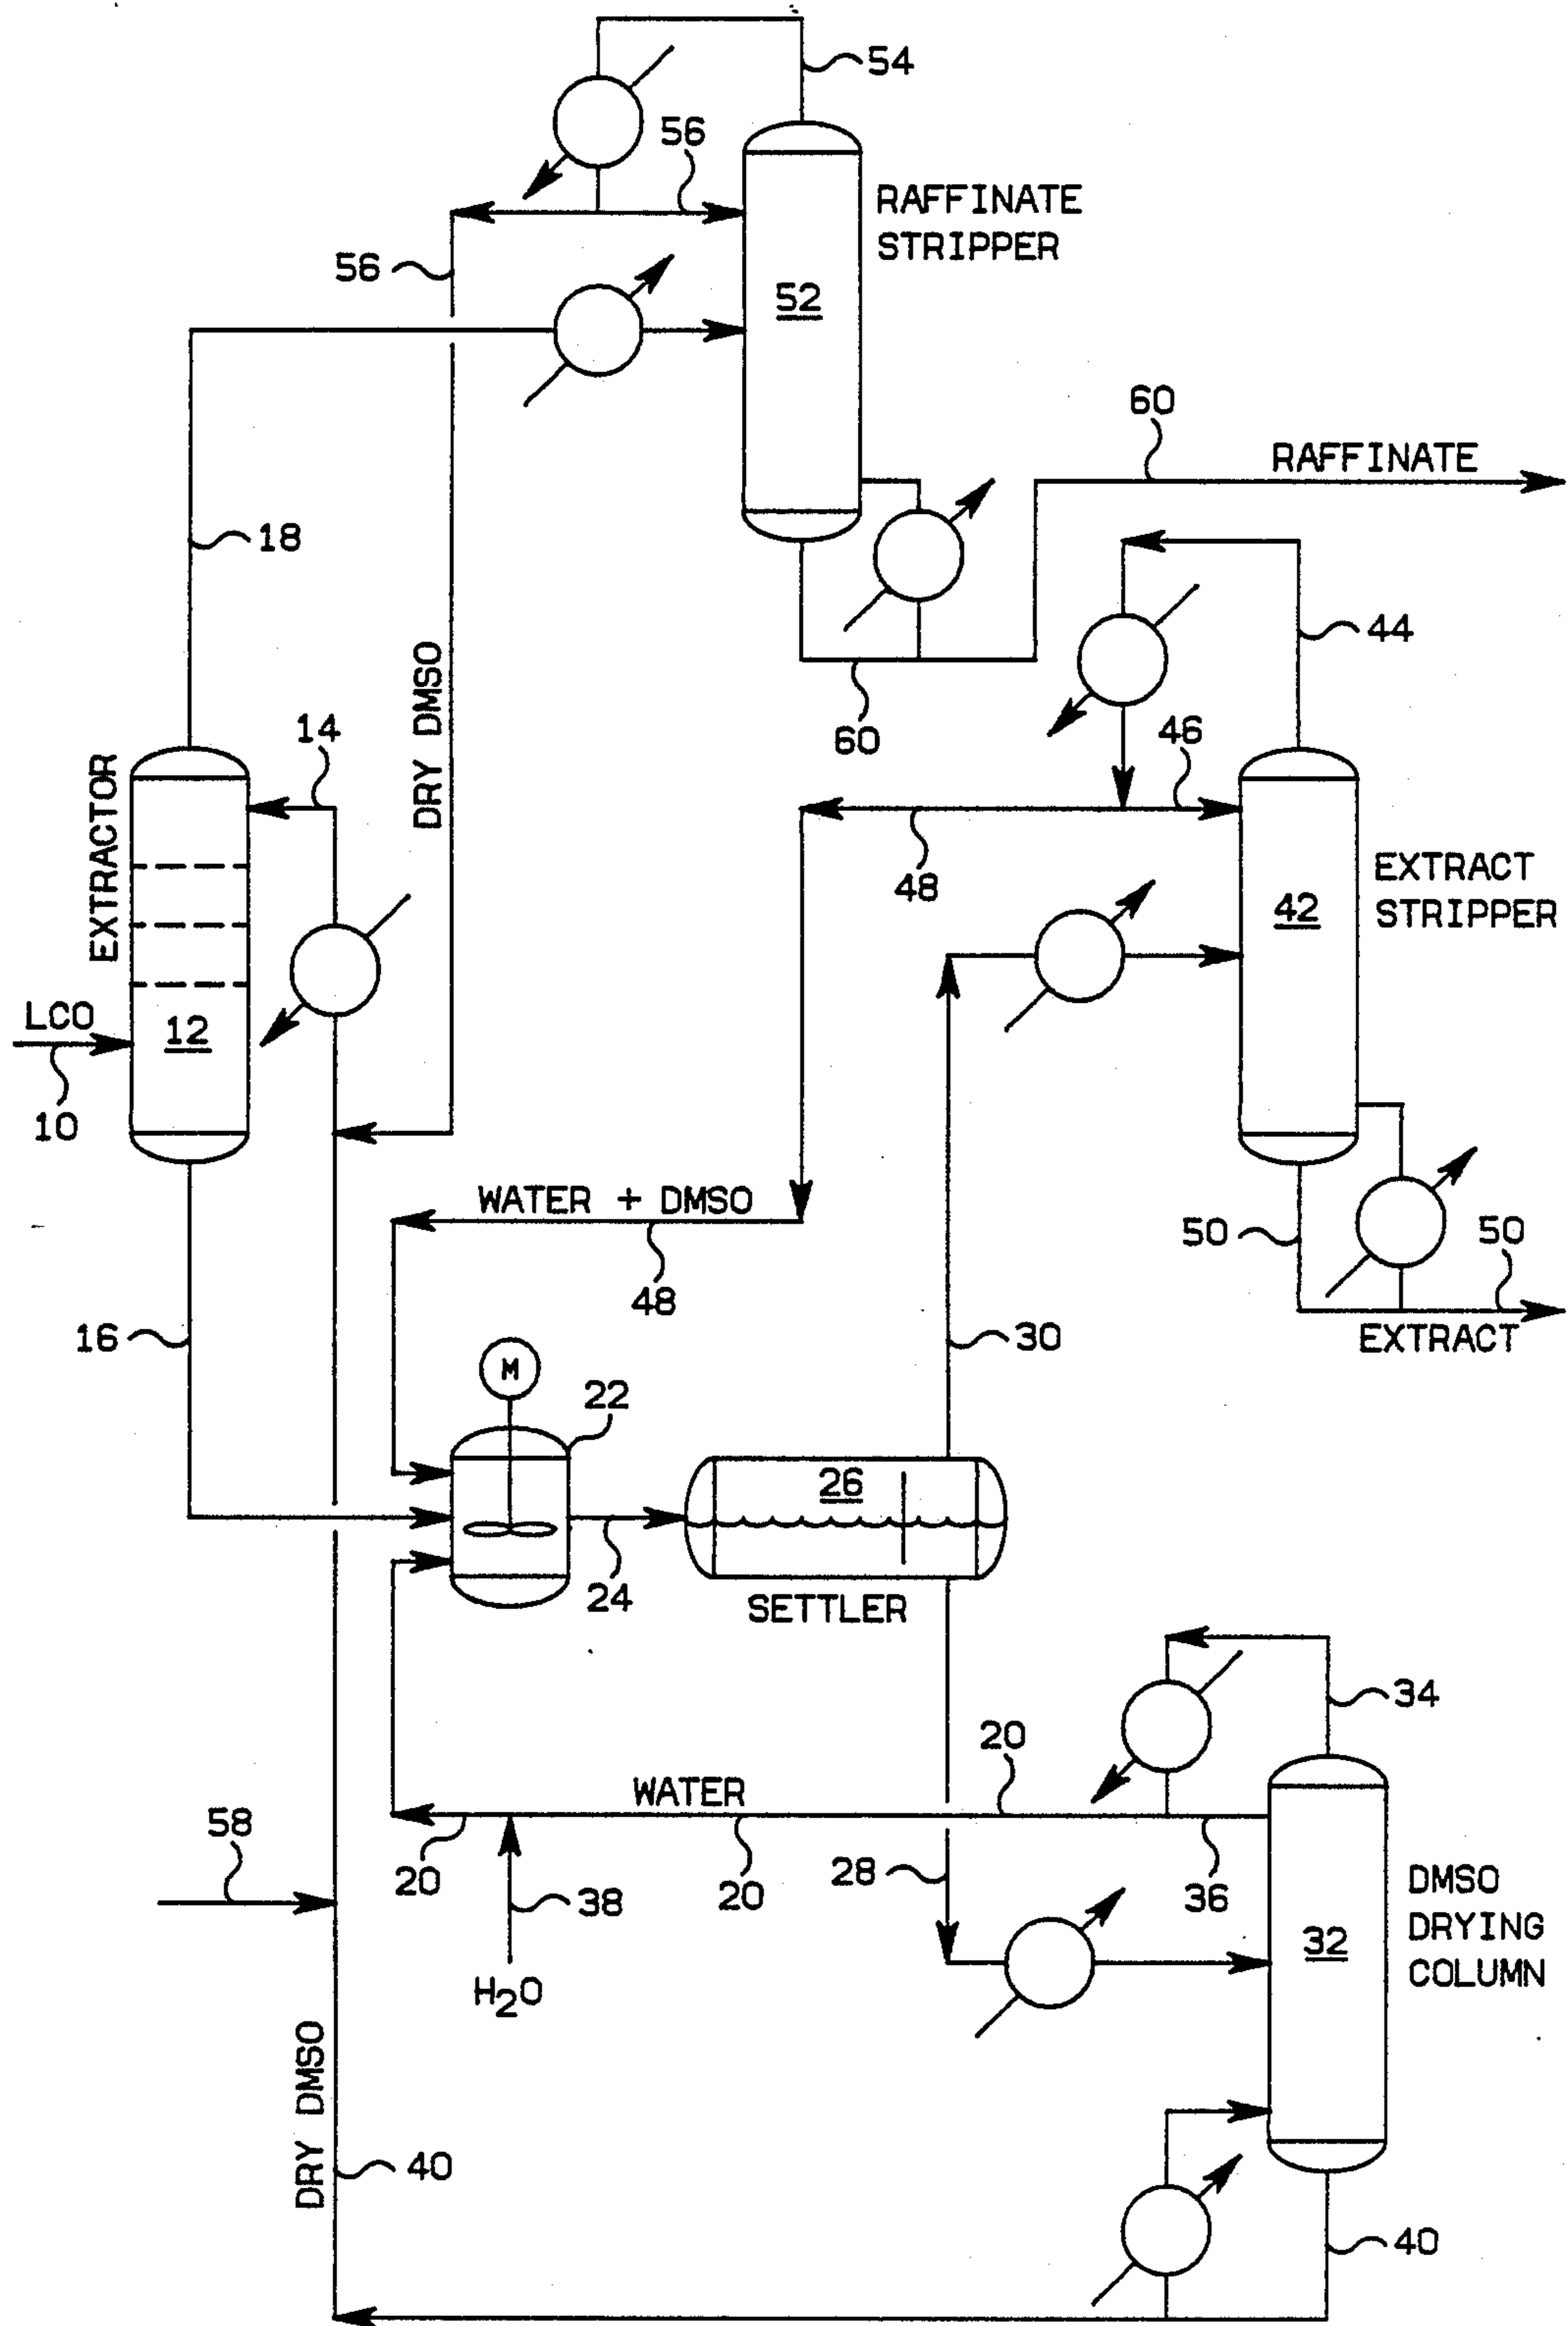 54
56
RAFFINATE
STRIPPER
56
52
60
RAFFINATE
18
44
DRY DMSO
60
14
46
EXTRACTOR
48
EXTRACT
STRIPPER
42
LCO
12
10
WATER + DMSO
48
50
50
16
30
EXTRACT
M
22
26
24
SETTLER
34
20
WATER
58
20
20
28
36
38
DMSO
DRYING
COLUMN
32
H2O
DRY DMSO
40
40